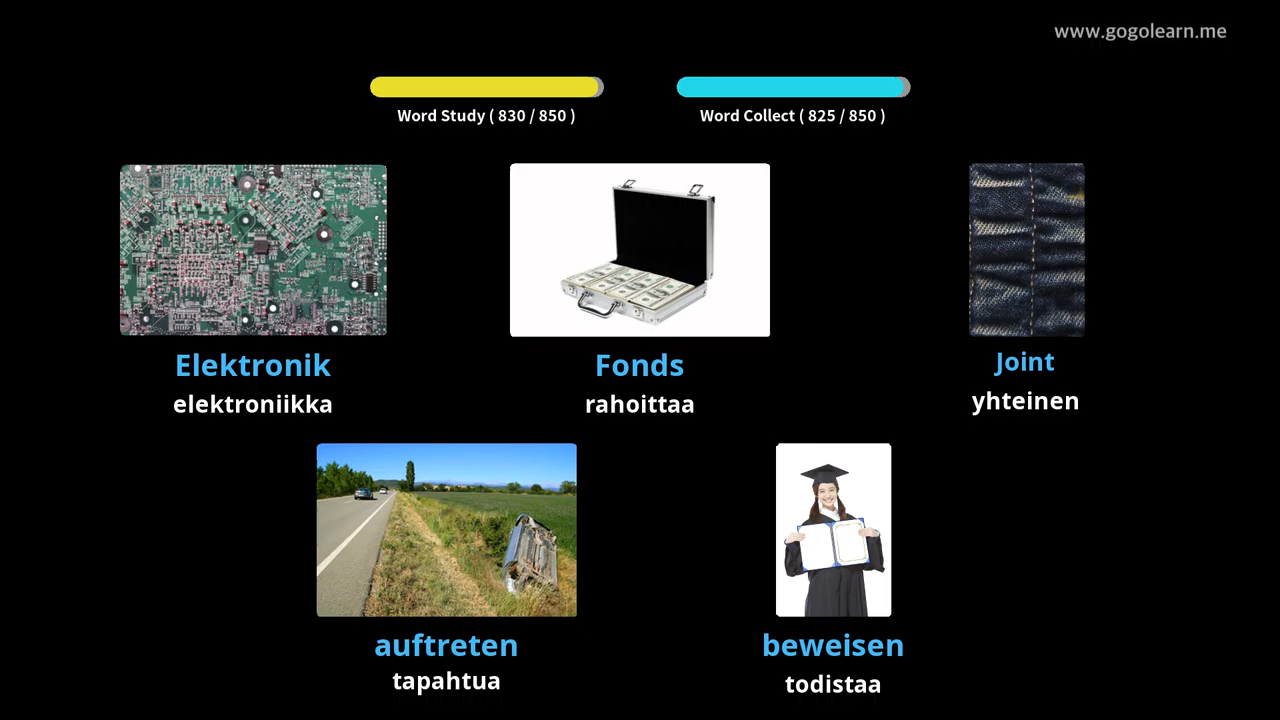 www.gogolearn.me
Word Study ( 830 / 850 )
Word Collect ( 825 / 850 )
Elektronik
elektroniikka
Fonds
rahoittaa
Joint
yhteinen
auftreten
tapahtua
beweisen
todistaa